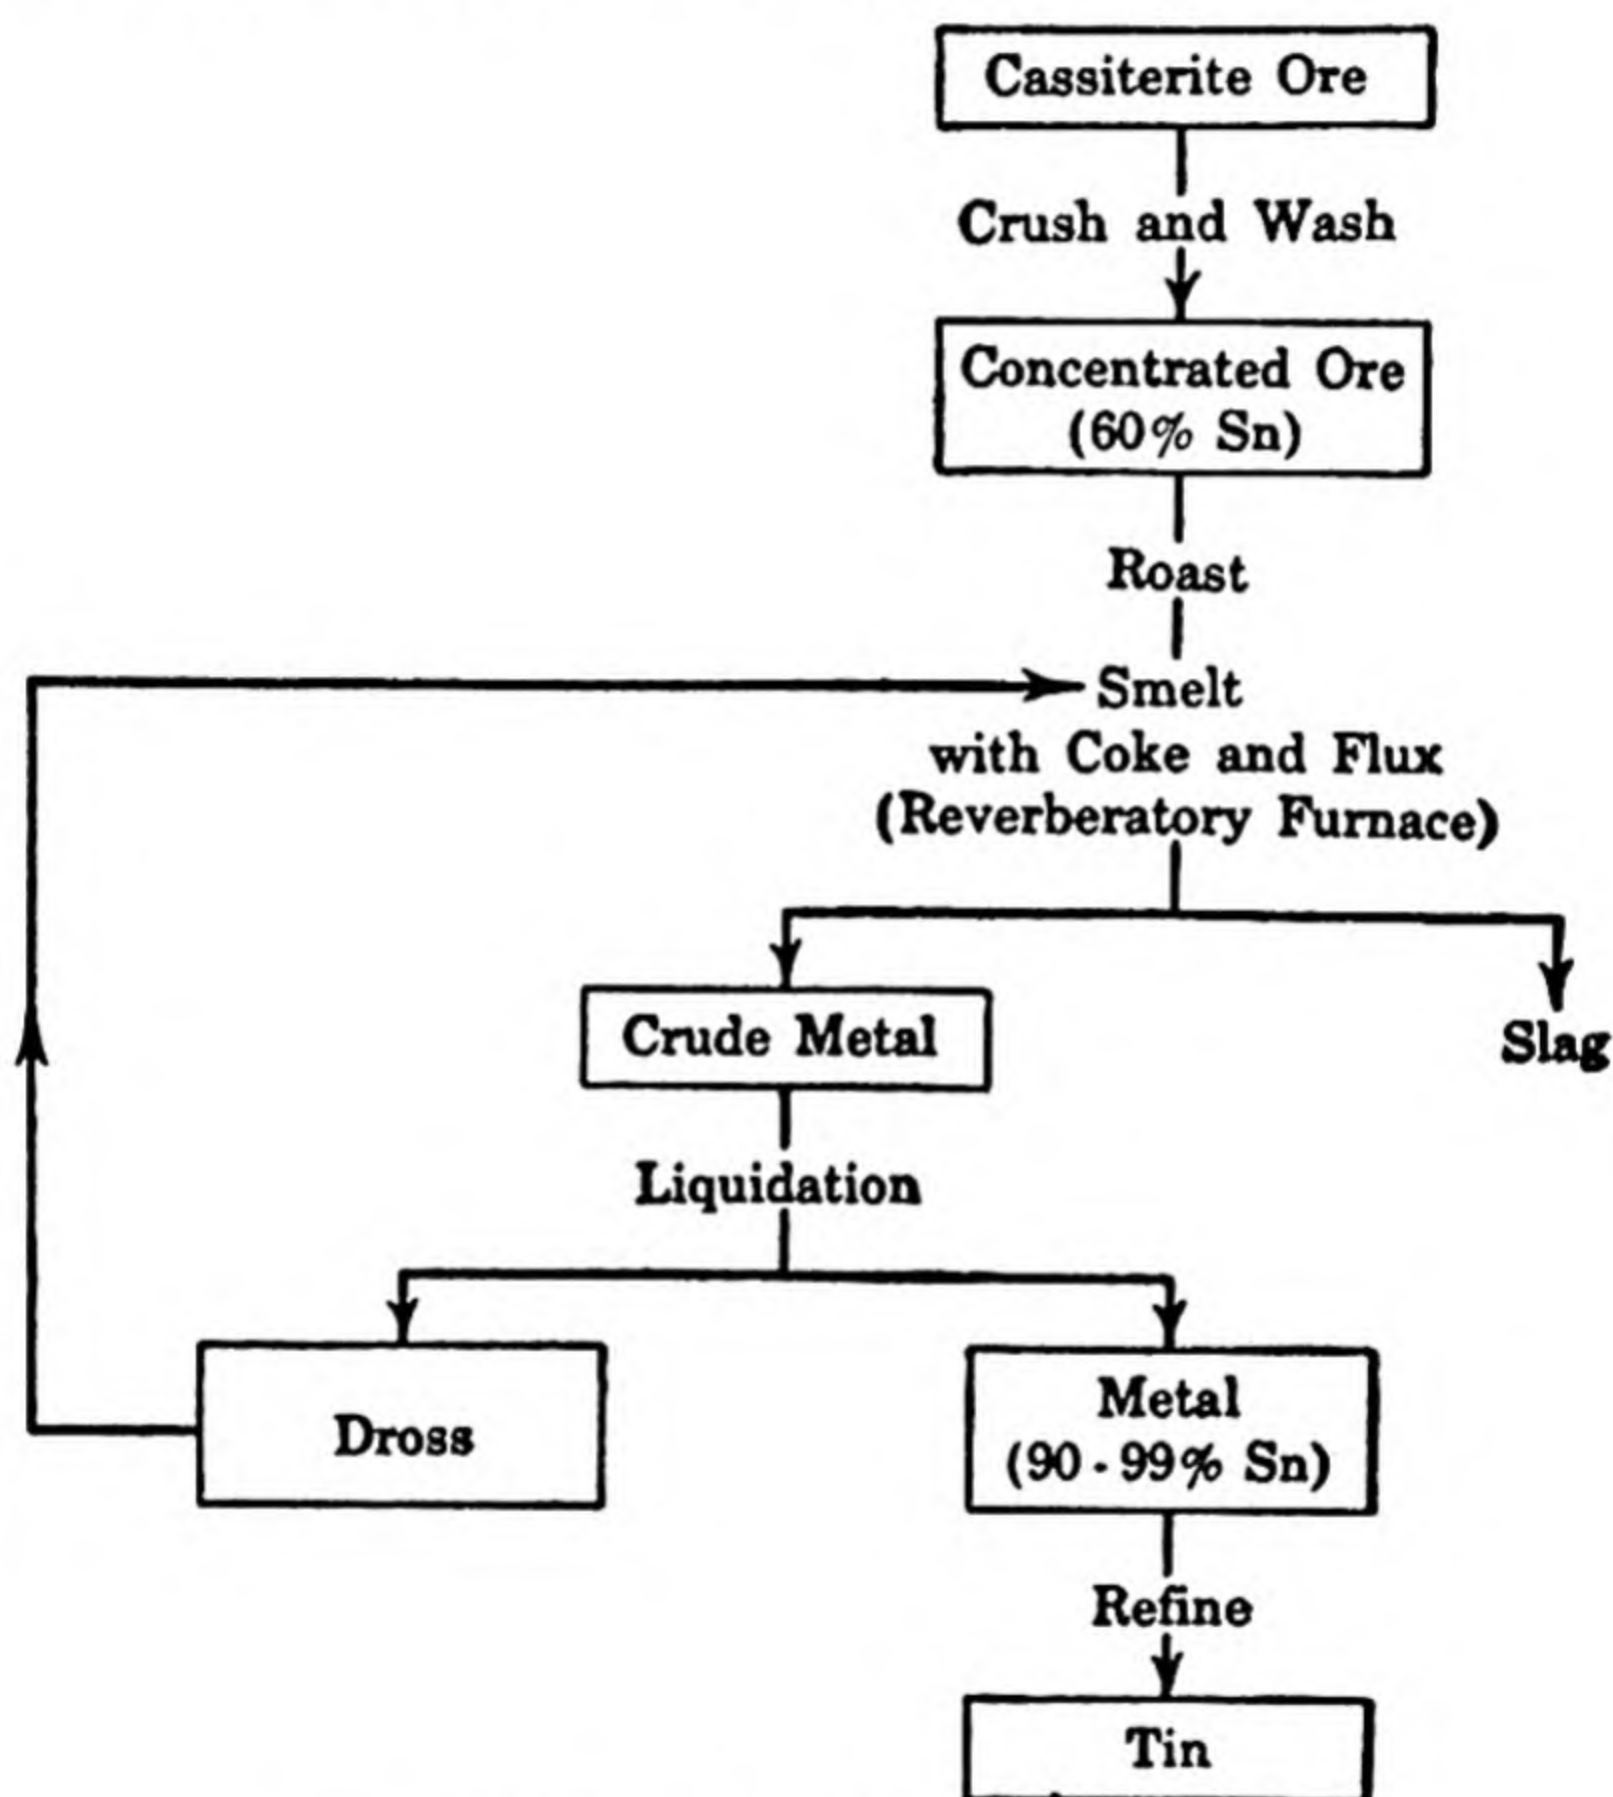 Cassiterite Ore
Crush and Wash
Concentrated Ore
(60% Sn)
Roast
Smelt
with Coke and Flux
(Reverberatory Furnace)
Crude Metal
Slag
Liquidation
Dross
Metal
(90 - 99% Sn)
Refine
Tin